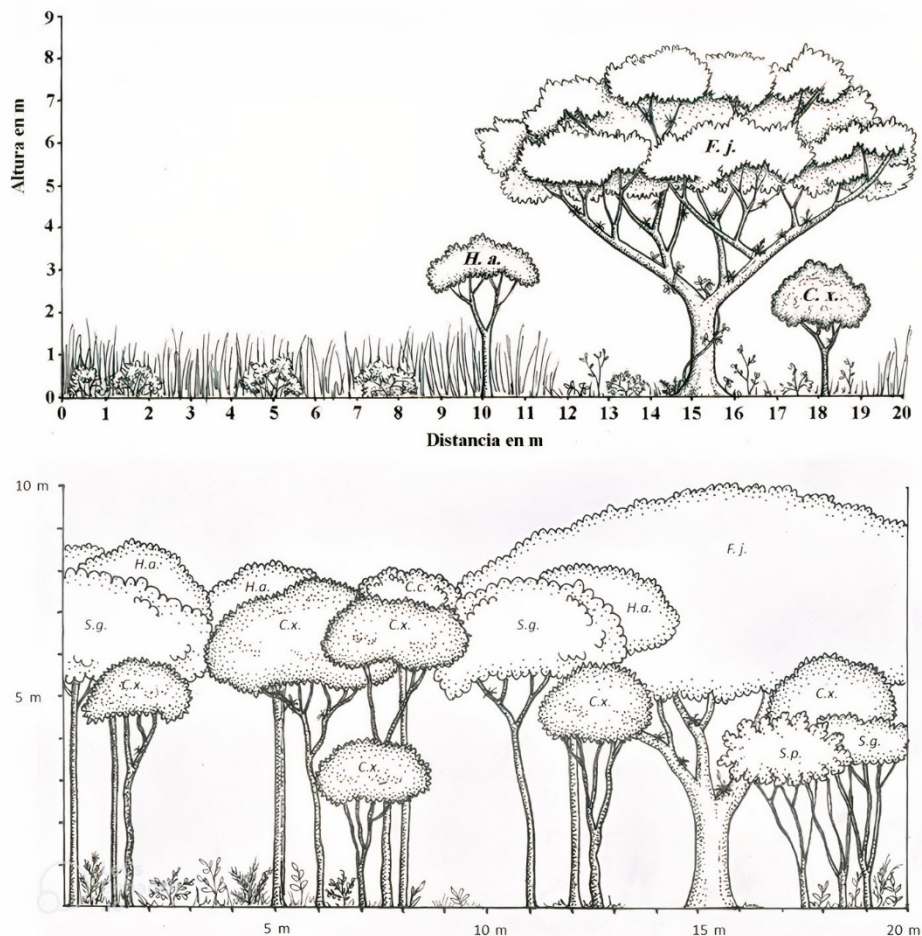 Altura en m
9
8
7
6
5
4
3
2
1
0
F. j.
H. a.
C. x.
0 1 2 3 4 5 6 7 8 9 10 11 12 13 14 15 16 17 18 19 20
Distancia en m
10 m
F.j.
H.a.
H.a.
C.c.
H.a.
S.g.
C.x.
C.x.
S.g.
C.x.
5 m
C.x.
C.x.
S.p.
S.g.
C.x.
5 m 10 m 15 m 20 m